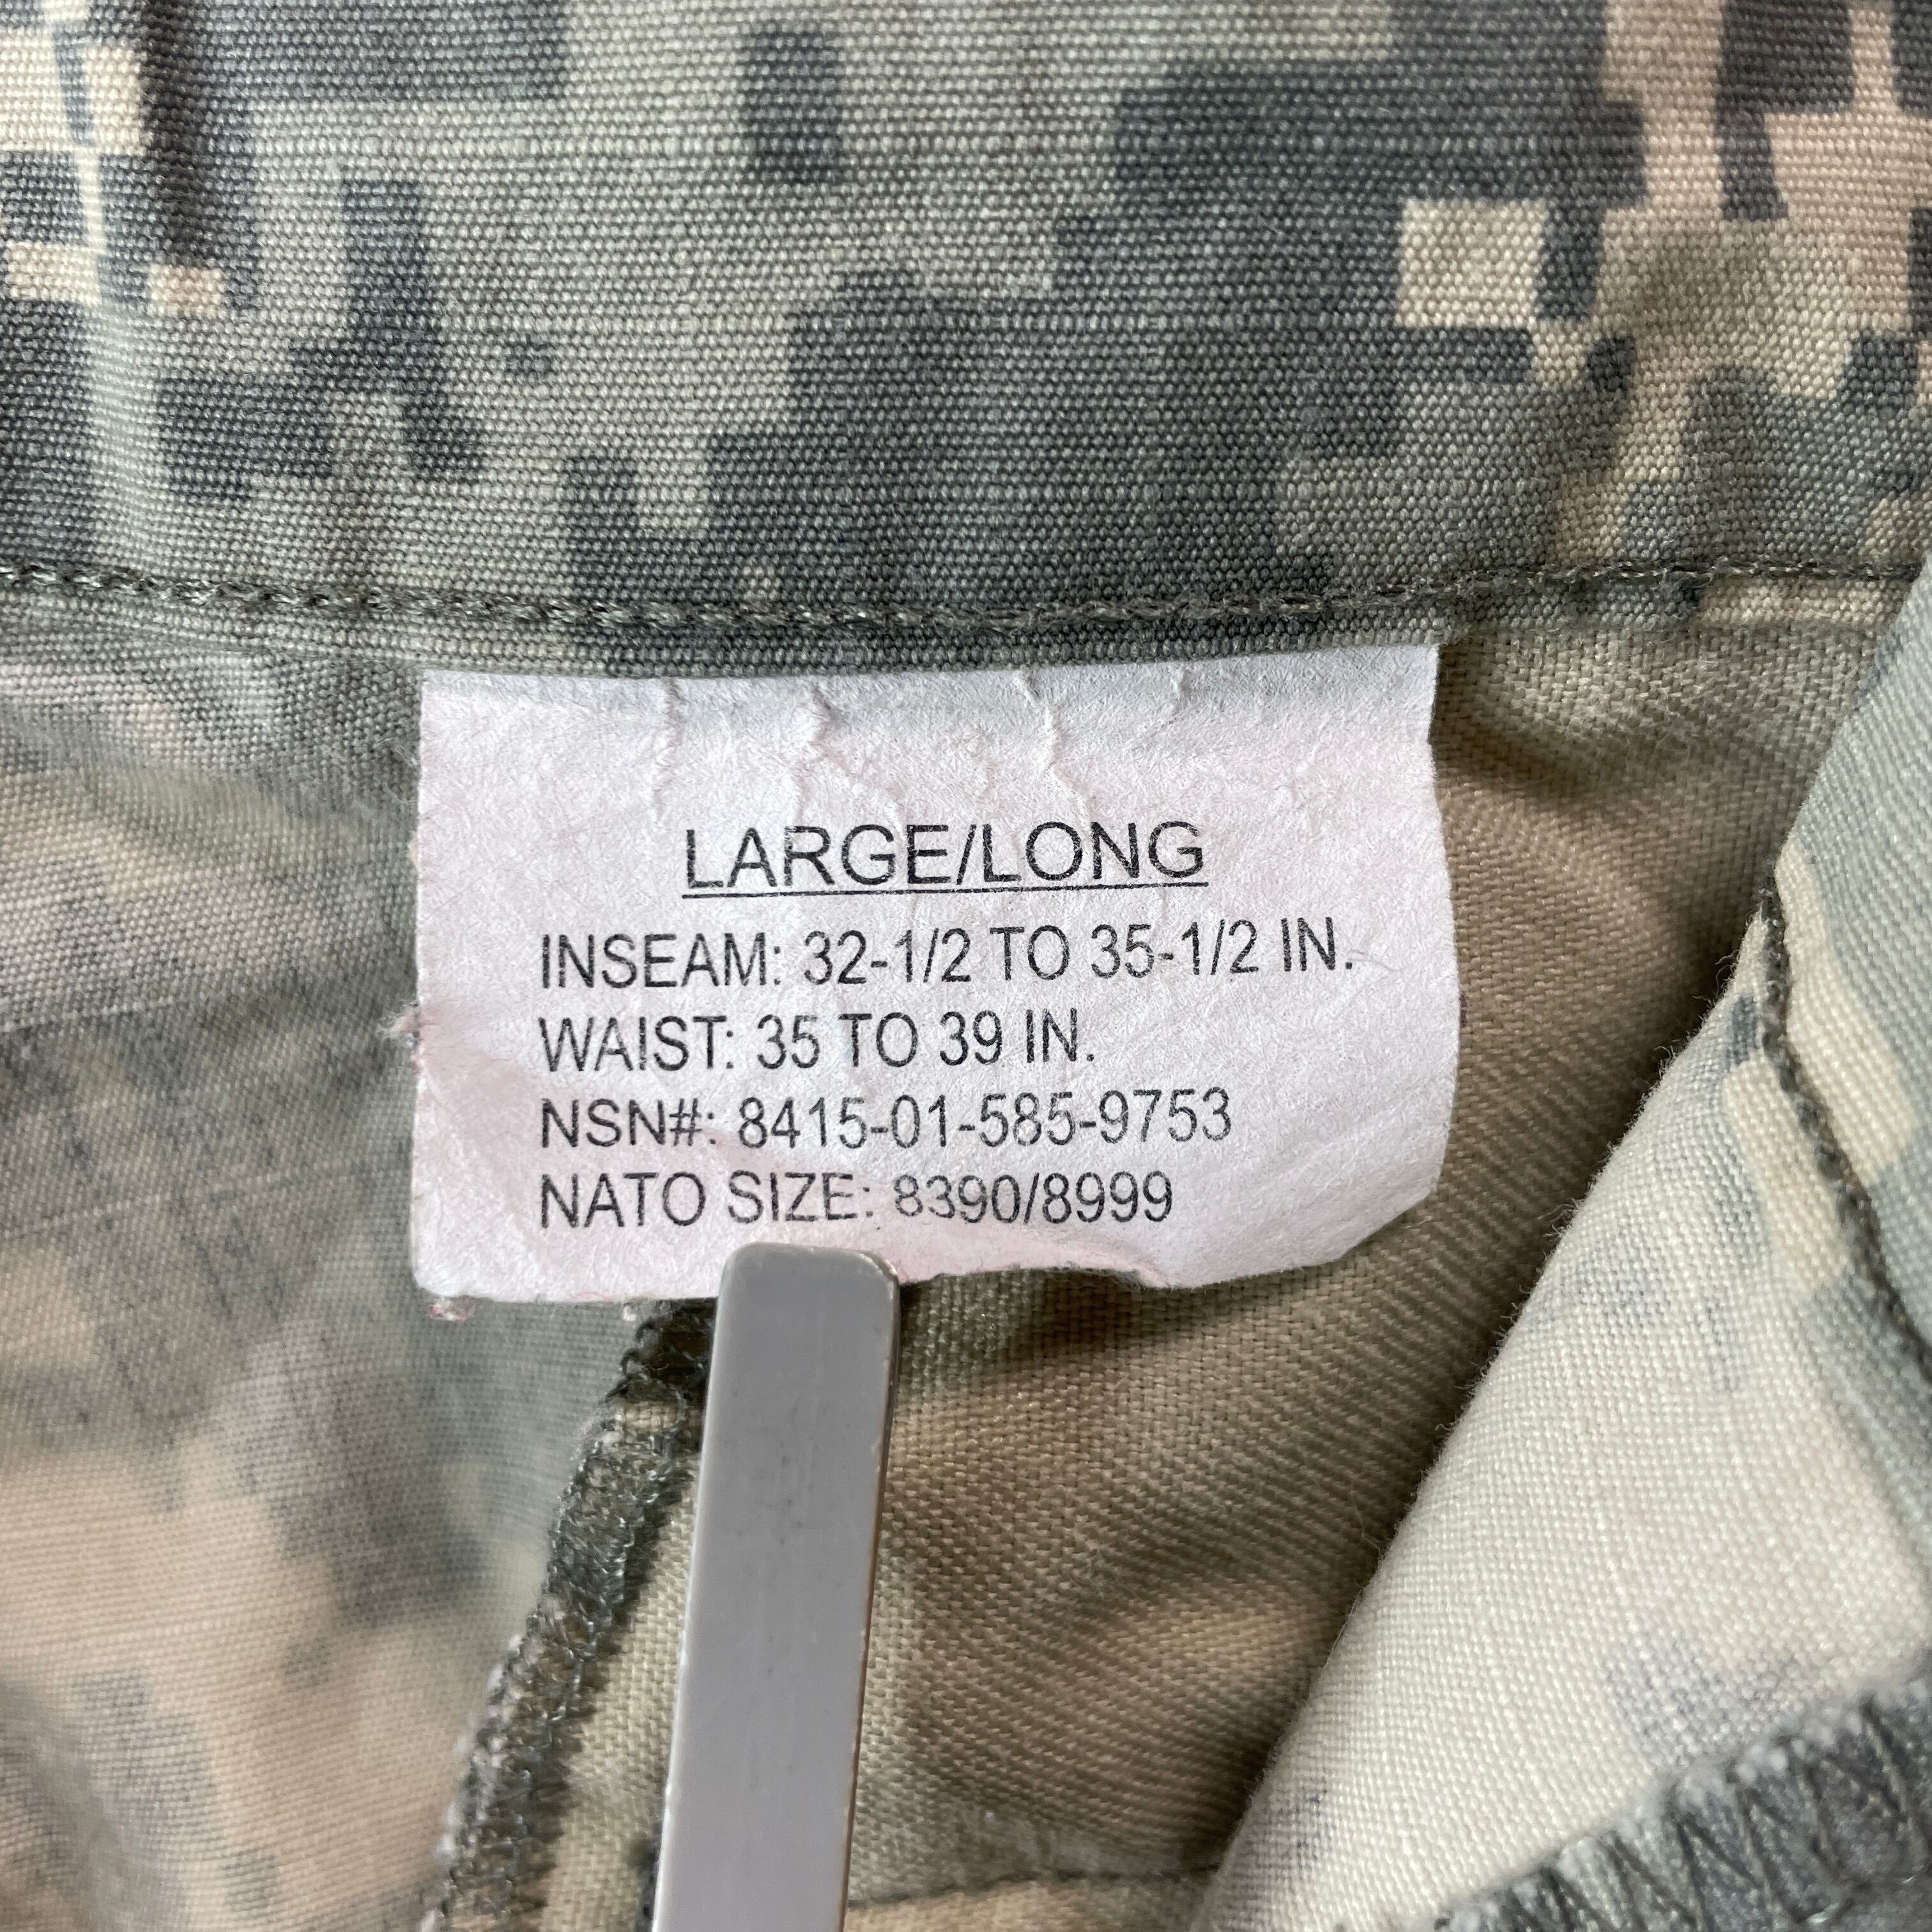 LARGE/LONG
INSEAM: 32-1/2 TO 35-1/2 IN.
WAIST: 35 TO 39 IN.
NSN#: 8415-01-585-9753
NATO SIZE: 8390/8999